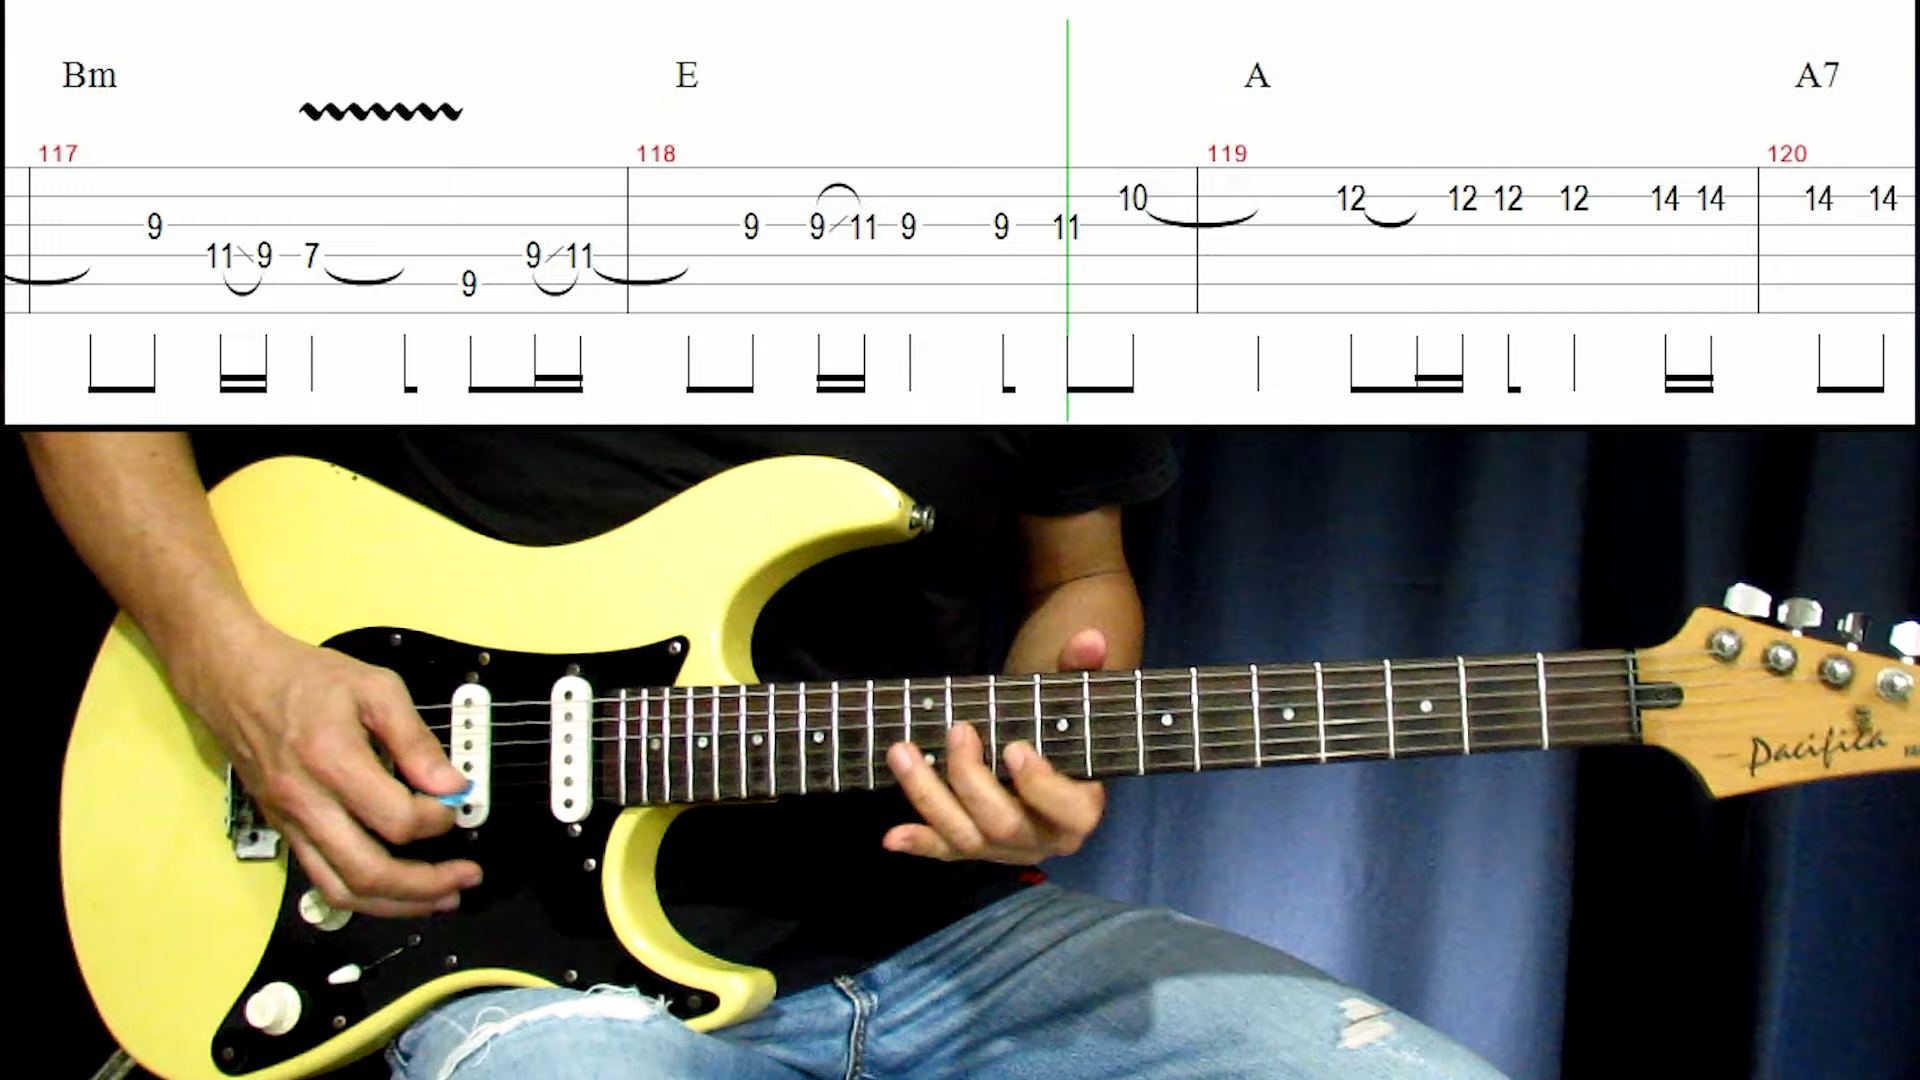 Bm E A A7
117 118 119 120
10 12 12 12 12 14 14 14 14
9 9 9 11 9 9 11
11 9 7 9 11
9
Pacifica